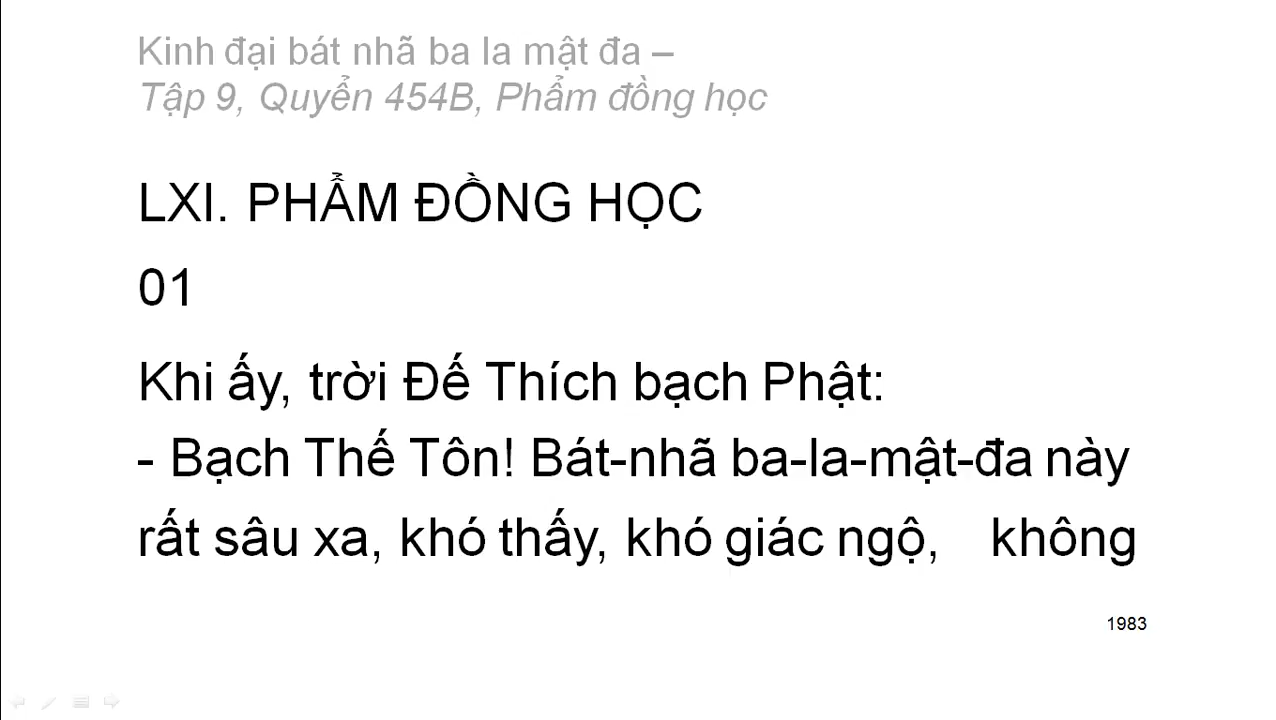 Kinh đại bát nhã ba la mật đa –
Tập 9, Quyển 454B, Phẩm đồng học
LXI. PHẨM ĐỒNG HỌC
01
Khi ấy, trời Đế Thích bạch Phật:
- Bạch Thế Tôn! Bát-nhã ba-la-mật-đa này
rất sâu xa, khó thấy, khó giác ngộ, không
1983